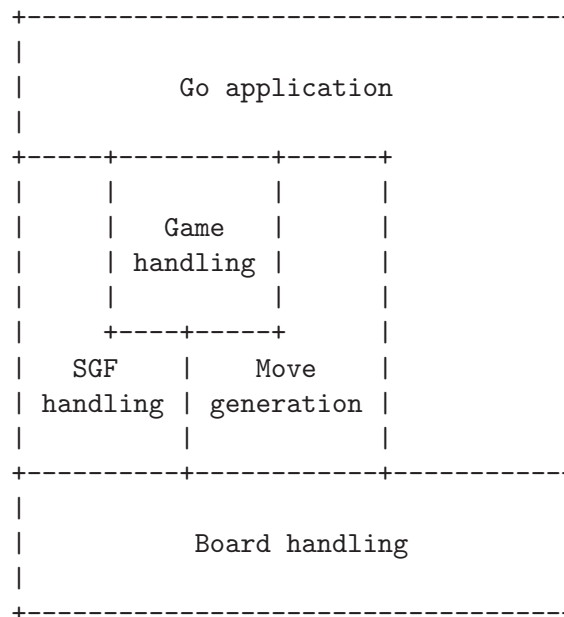 Go application
Game
handling
SGF Move
handling generation
Board handling